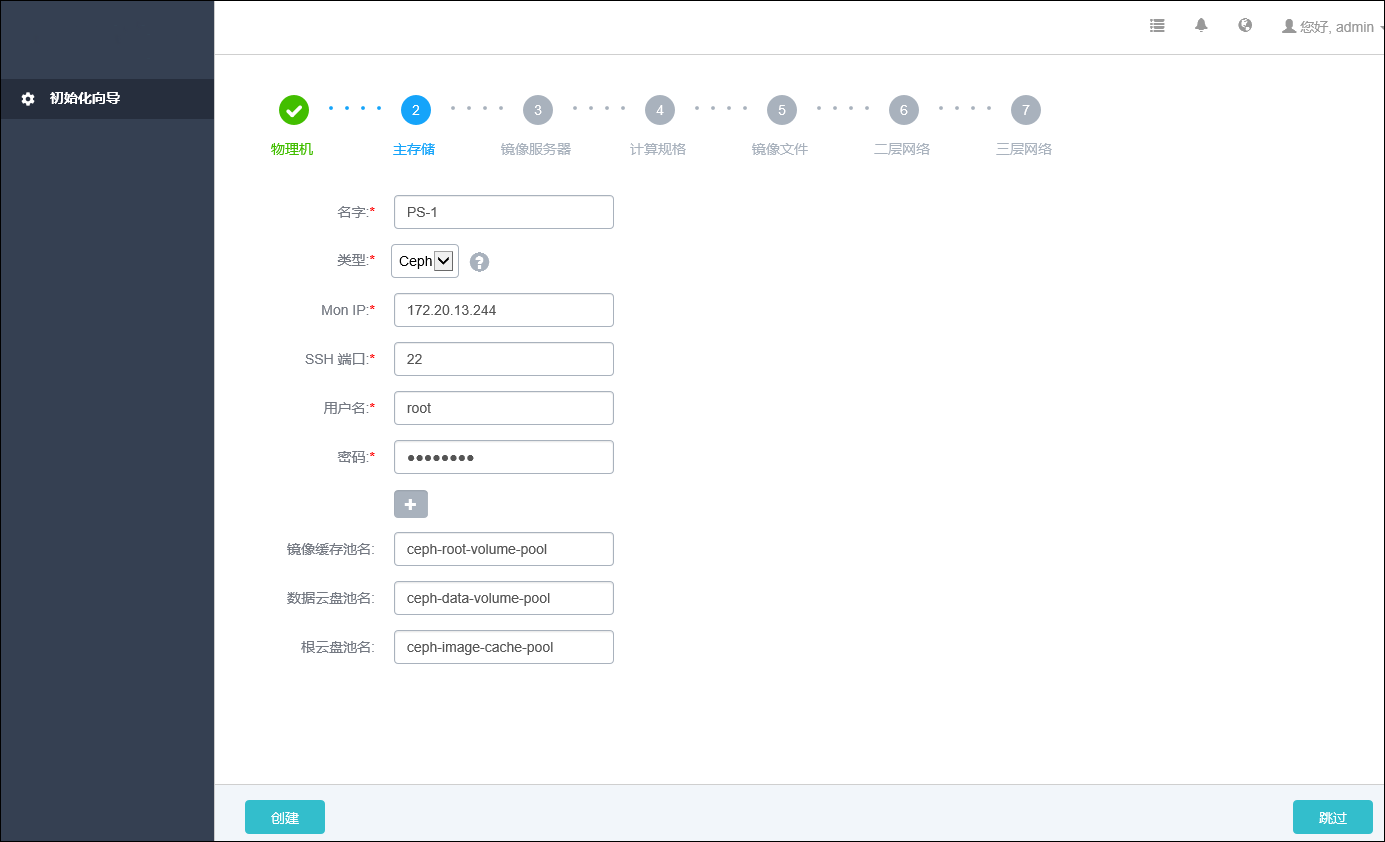 您好, admin
初始化向导
2 3 4 5 6 7
物理机 主存储 镜像服务器 计算规格 镜像文件 二层网络 三层网络
名字:* PS-1
类型:* Ceph ?
Mon IP:* 172.20.13.244
SSH 端口:* 22
用户名:* root
密码:* ●●●●●●●●
+
镜像缓存池名: ceph-root-volume-pool
数据云盘池名: ceph-data-volume-pool
根云盘池名: ceph-image-cache-pool
创建 跳过